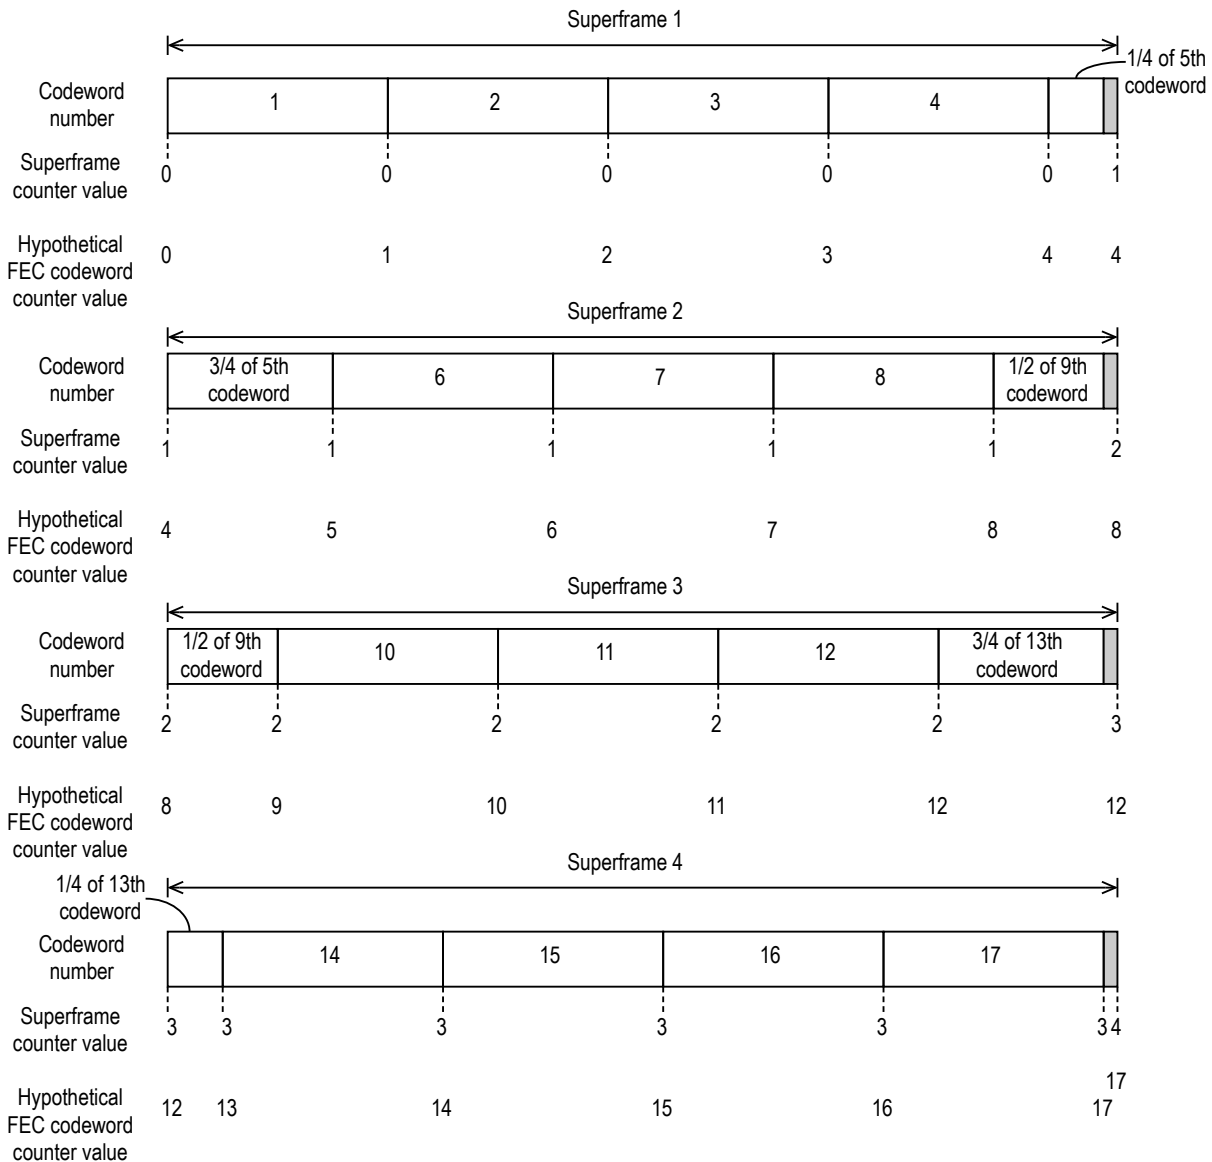 Superframe 1
1/4 of 5th
codeword
Codeword
number
1 2 3 4
Superframe
counter value
0 0 0 0 0 1
Hypothetical
FEC codeword
counter value
0 1 2 3 4 4
Superframe 2
Codeword
number
3/4 of 5th
codeword
6 7 8
1/2 of 9th
codeword
Superframe
counter value
1 1 1 1 1 2
Hypothetical
FEC codeword
counter value
4 5 6 7 8 8
Superframe 3
Codeword
number
1/2 of 9th
codeword
10 11 12
3/4 of 13th
codeword
Superframe
counter value
2 2 2 2 2 3
Hypothetical
FEC codeword
counter value
8 9 10 11 12 12
Superframe 4
1/4 of 13th
codeword
Codeword
number
14 15 16 17
Superframe
counter value
3 3 3 3 3 3 4
Hypothetical
FEC codeword
counter value
12 13 14 15 16 17 17